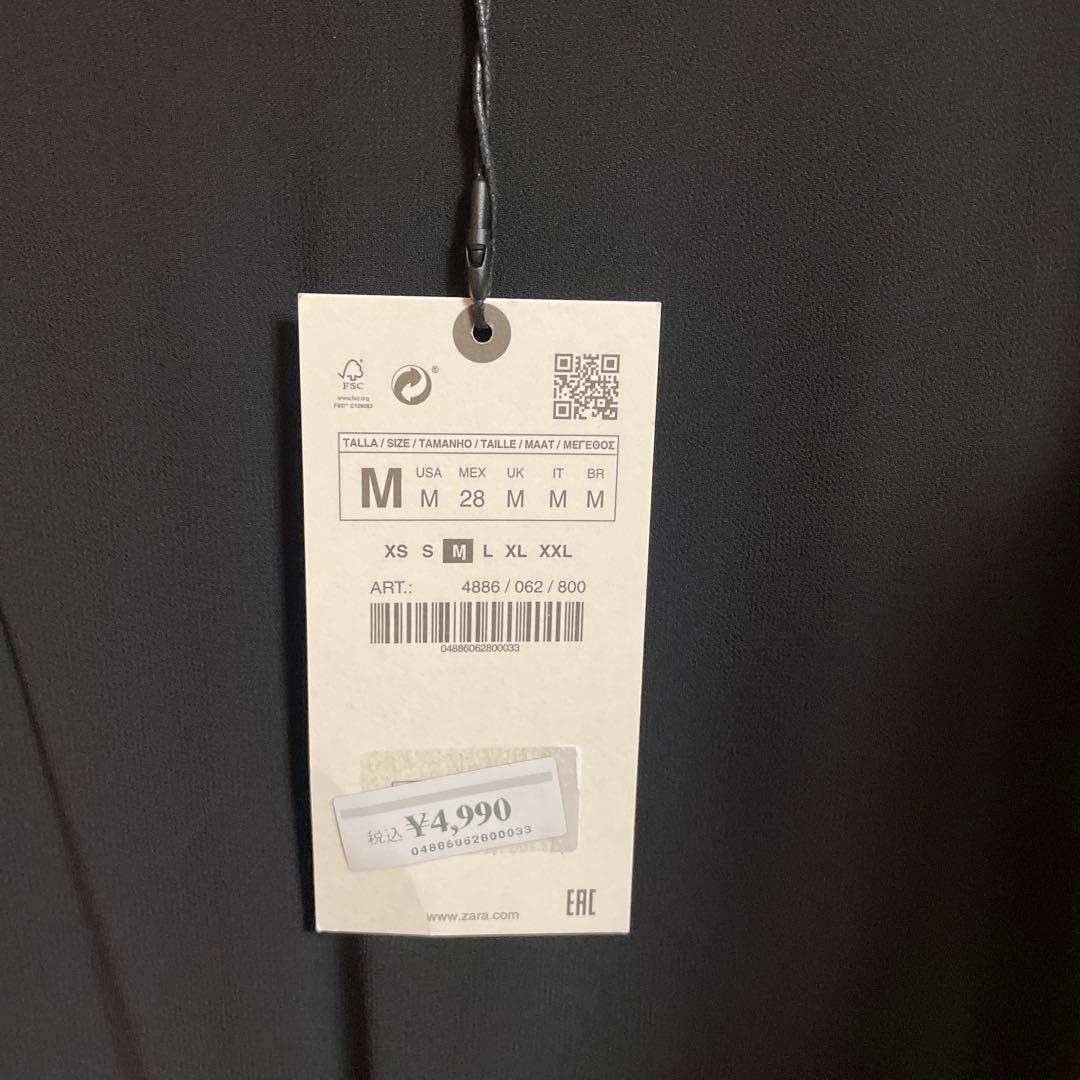 FSC
www.fsc.org
FSC™ C129083
®
TALLA / SIZE / TAMANHO / TAILLE / MAAT / ΜΕΓΕΘΟΣ
M
USA MEX UK IT BR
M 28 M M M
XS S M L XL XXL
ART.: 4886 / 062 / 800
04886062800033
税込 ¥4,990
04886062800033
www.zara.com
EAC